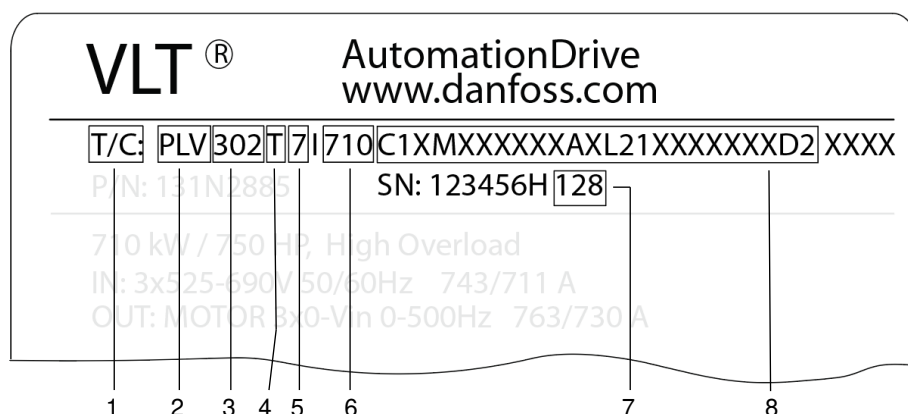 VLT ® AutomationDrive
www.danfoss.com
T/C: PLV302T7I710C1XMXXXXXXAXL21XXXXXXXD2 XXXX
P/N: 131N2885 SN: 123456H128
710 kW / 750 HP, High Overload
IN: 3x525-690V 50/60Hz 743/711 A
OUT: MOTOR 3x0-Vin 0-500Hz 763/730 A
1 2 3 4 5 6 7 8